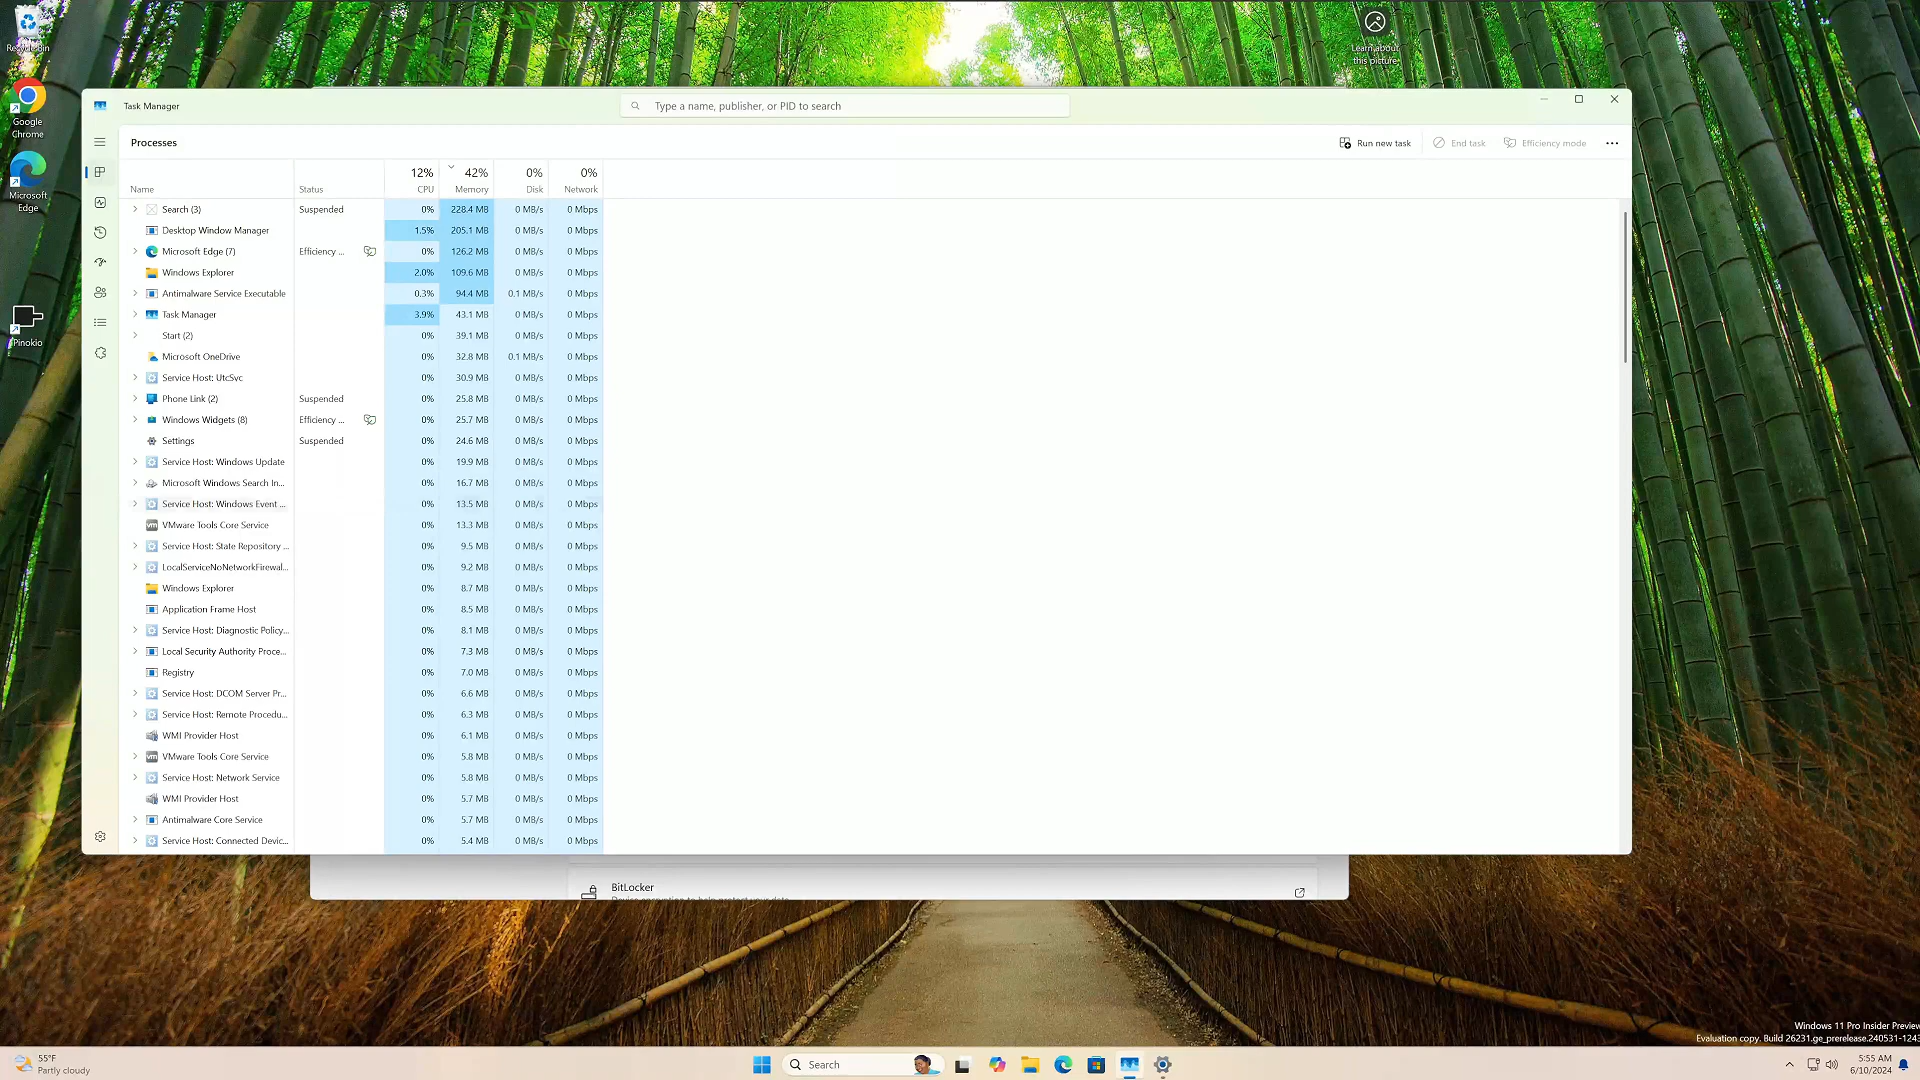 Recycle Bin
Google
Chrome
Microsoft
Edge
Pinokio
Learn about
this picture
Task Manager
Type a name, publisher, or PID to search
Processes
Run new task
End task
Efficiency mode
12% 42% 0% 0%
Name Status CPU Memory Disk Network
Search (3) Suspended 0% 228.4 MB 0 MB/s 0 Mbps
Desktop Window Manager 1.5% 205.1 MB 0 MB/s 0 Mbps
Microsoft Edge (7) Efficiency ... 0% 126.2 MB 0 MB/s 0 Mbps
Windows Explorer 2.0% 109.6 MB 0 MB/s 0 Mbps
Antimalware Service Executable 0.3% 94.4 MB 0.1 MB/s 0 Mbps
Task Manager 3.9% 43.1 MB 0 MB/s 0 Mbps
Start (2) 0% 39.1 MB 0 MB/s 0 Mbps
Microsoft OneDrive 0% 32.8 MB 0.1 MB/s 0 Mbps
Service Host: UtcSvc 0% 30.9 MB 0 MB/s 0 Mbps
Phone Link (2) Suspended 0% 25.8 MB 0 MB/s 0 Mbps
Windows Widgets (8) Efficiency ... 0% 25.7 MB 0 MB/s 0 Mbps
Settings Suspended 0% 24.6 MB 0 MB/s 0 Mbps
Service Host: Windows Update 0% 19.9 MB 0 MB/s 0 Mbps
Microsoft Windows Search In... 0% 16.7 MB 0 MB/s 0 Mbps
Service Host: Windows Event ... 0% 13.5 MB 0 MB/s 0 Mbps
VMware Tools Core Service 0% 13.3 MB 0 MB/s 0 Mbps
Service Host: State Repository ... 0% 9.5 MB 0 MB/s 0 Mbps
LocalServiceNoNetworkFirewal... 0% 9.2 MB 0 MB/s 0 Mbps
Windows Explorer 0% 8.7 MB 0 MB/s 0 Mbps
Application Frame Host 0% 8.5 MB 0 MB/s 0 Mbps
Service Host: Diagnostic Policy... 0% 8.1 MB 0 MB/s 0 Mbps
Local Security Authority Proce... 0% 7.3 MB 0 MB/s 0 Mbps
Registry 0% 7.0 MB 0 MB/s 0 Mbps
Service Host: DCOM Server Pr... 0% 6.6 MB 0 MB/s 0 Mbps
Service Host: Remote Procedu... 0% 6.3 MB 0 MB/s 0 Mbps
WMI Provider Host 0% 6.1 MB 0 MB/s 0 Mbps
VMware Tools Core Service 0% 5.8 MB 0 MB/s 0 Mbps
Service Host: Network Service 0% 5.8 MB 0 MB/s 0 Mbps
WMI Provider Host 0% 5.7 MB 0 MB/s 0 Mbps
Antimalware Core Service 0% 5.7 MB 0 MB/s 0 Mbps
Service Host: Connected Devic... 0% 5.4 MB 0 MB/s 0 Mbps
BitLocker
Device encryption to help protect your data
Windows 11 Pro Insider Preview
Evaluation copy. Build 26231.ge_prerelease.240531-1243
55°F
Partly cloudy
Search
5:55 AM
6/10/2024